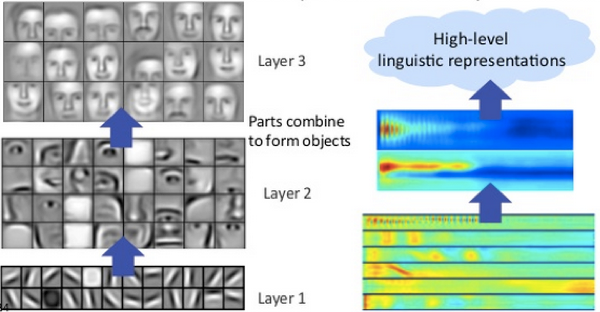 Layer 3
Parts combine
to form objects
Layer 2
Layer 1
High-level
linguistic representations